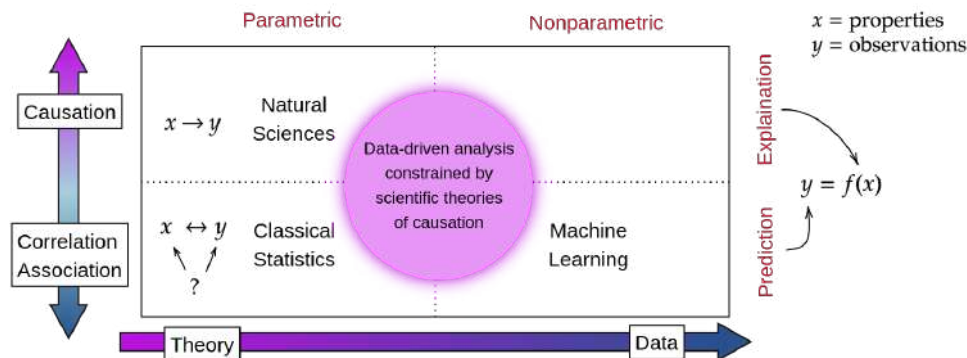 Parametric
Nonparametric
x = properties
y = observations
Causation
x → y
Natural
Sciences
Data-driven analysis
constrained by
scientific theories
of causation
Explaination
y = f(x)
Correlation
Association
x ↔ y
?
Classical
Statistics
Machine
Learning
Prediction
Theory
Data